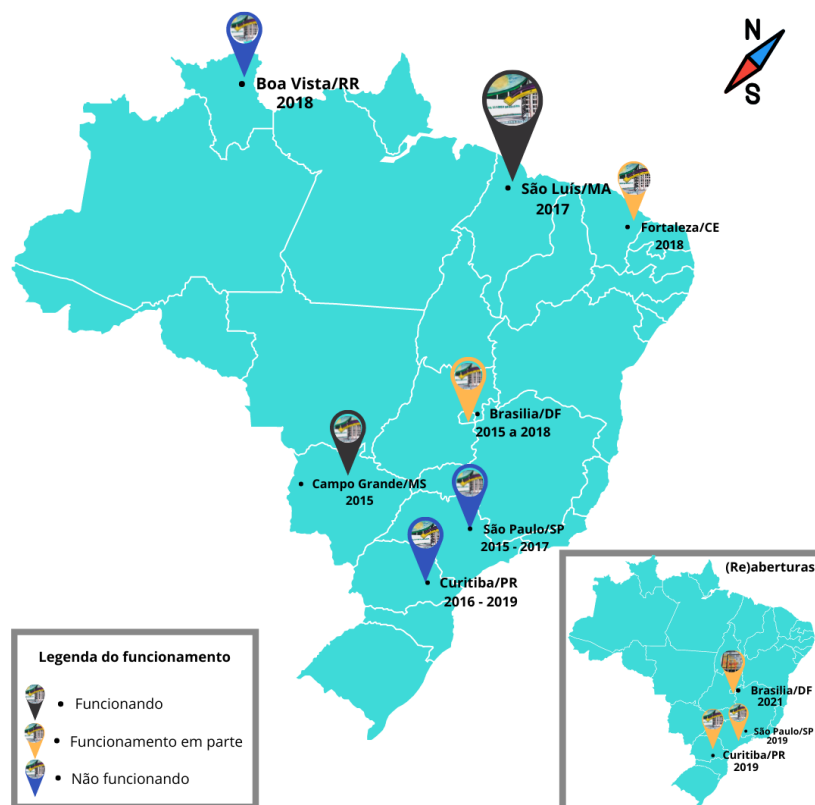 N
S
Boa Vista/RR
2018
São Luís/MA
2017
Fortaleza/CE
2018
Brasilia/DF
2015 a 2018
Campo Grande/MS
2015
São Paulo/SP
2015 - 2017
Curitiba/PR
2016 - 2019
Legenda do funcionamento
• Funcionando
• Funcionamento em parte
• Não funcionando
(Re)aberturas
Brasilia/DF
2021
São Paulo/SP
2019
Curitiba/PR
2019